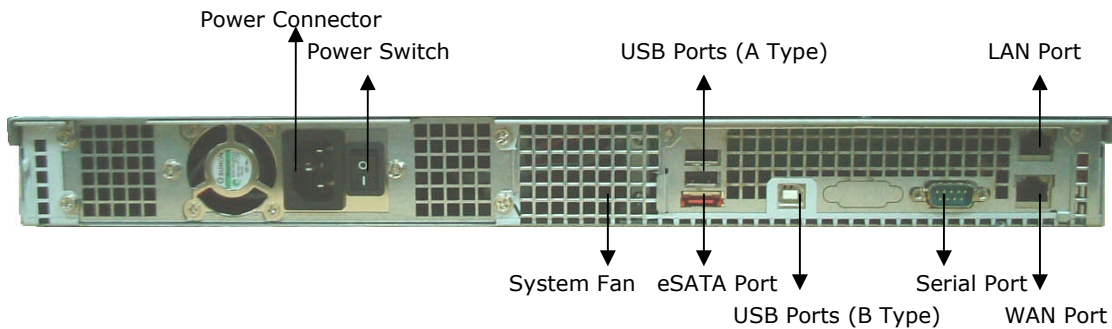 Power Connector
Power Switch
USB Ports (A Type)
LAN Port
System Fan
eSATA Port
Serial Port
USB Ports (B Type)
WAN Port